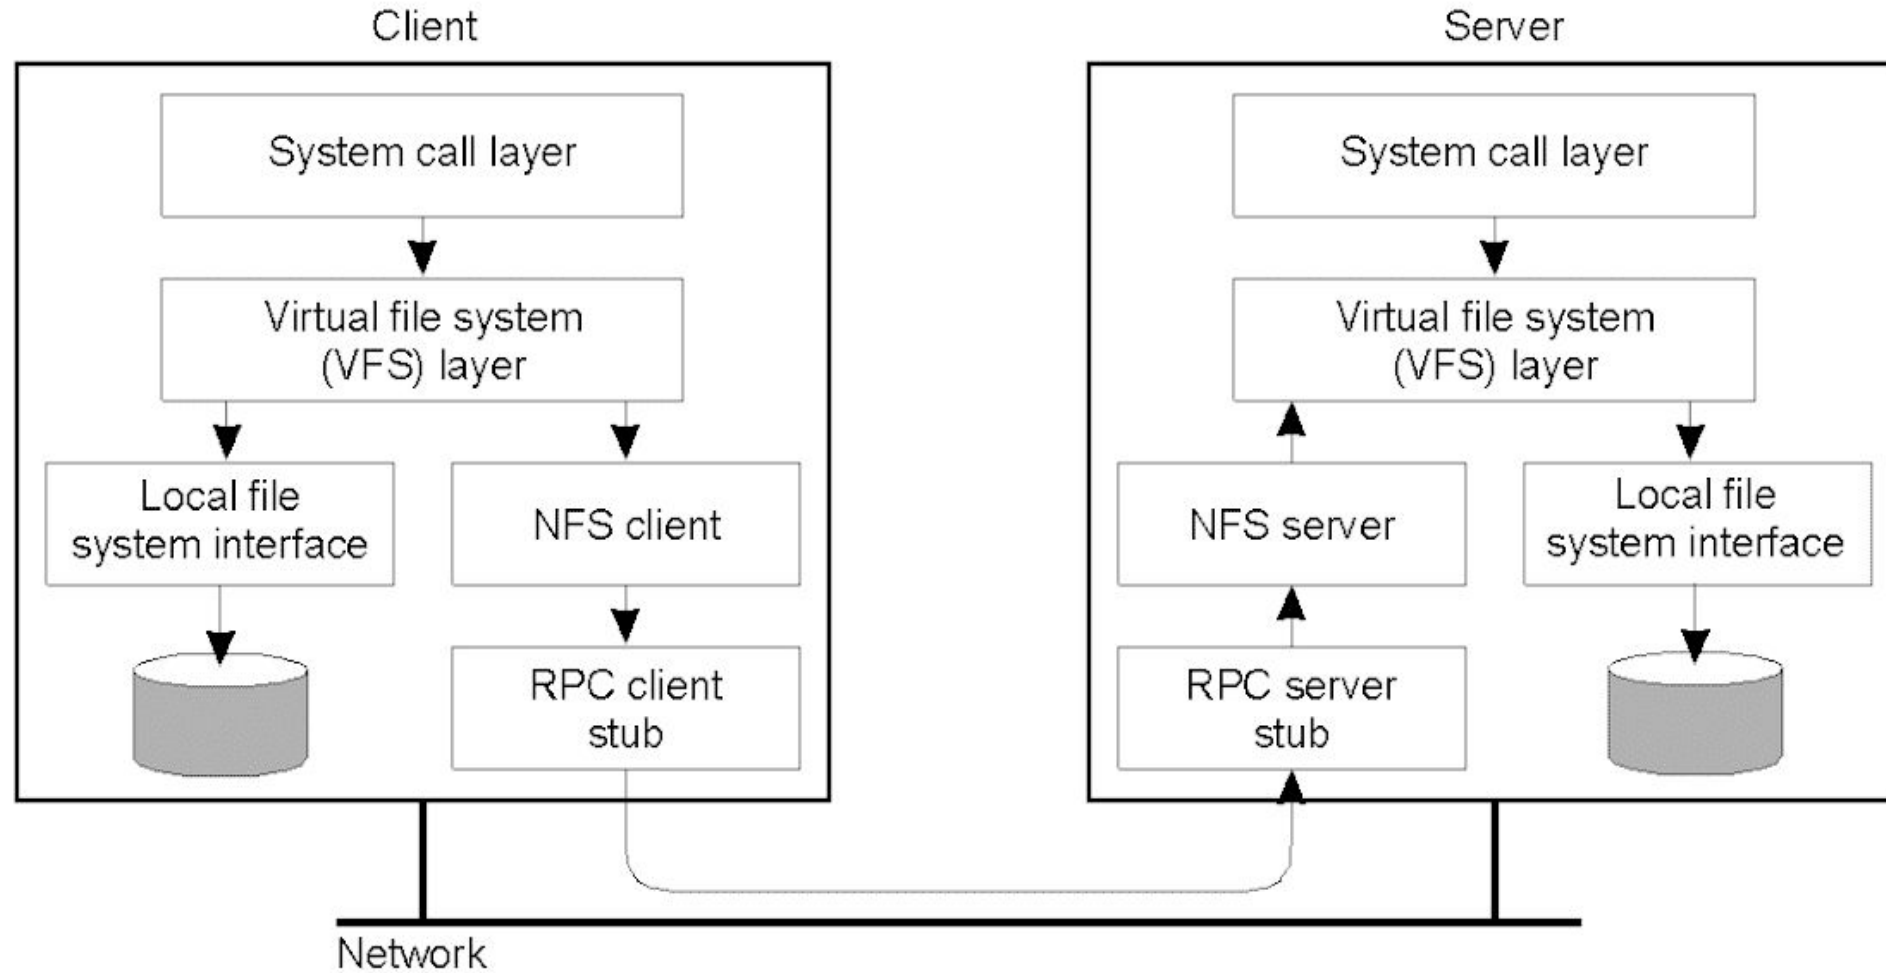 Client
System call layer
Virtual file system
(VFS) layer
Local file
system interface
NFS client
RPC client
stub
Server
System call layer
Virtual file system
(VFS) layer
NFS server
Local file
system interface
RPC server
stub
Network